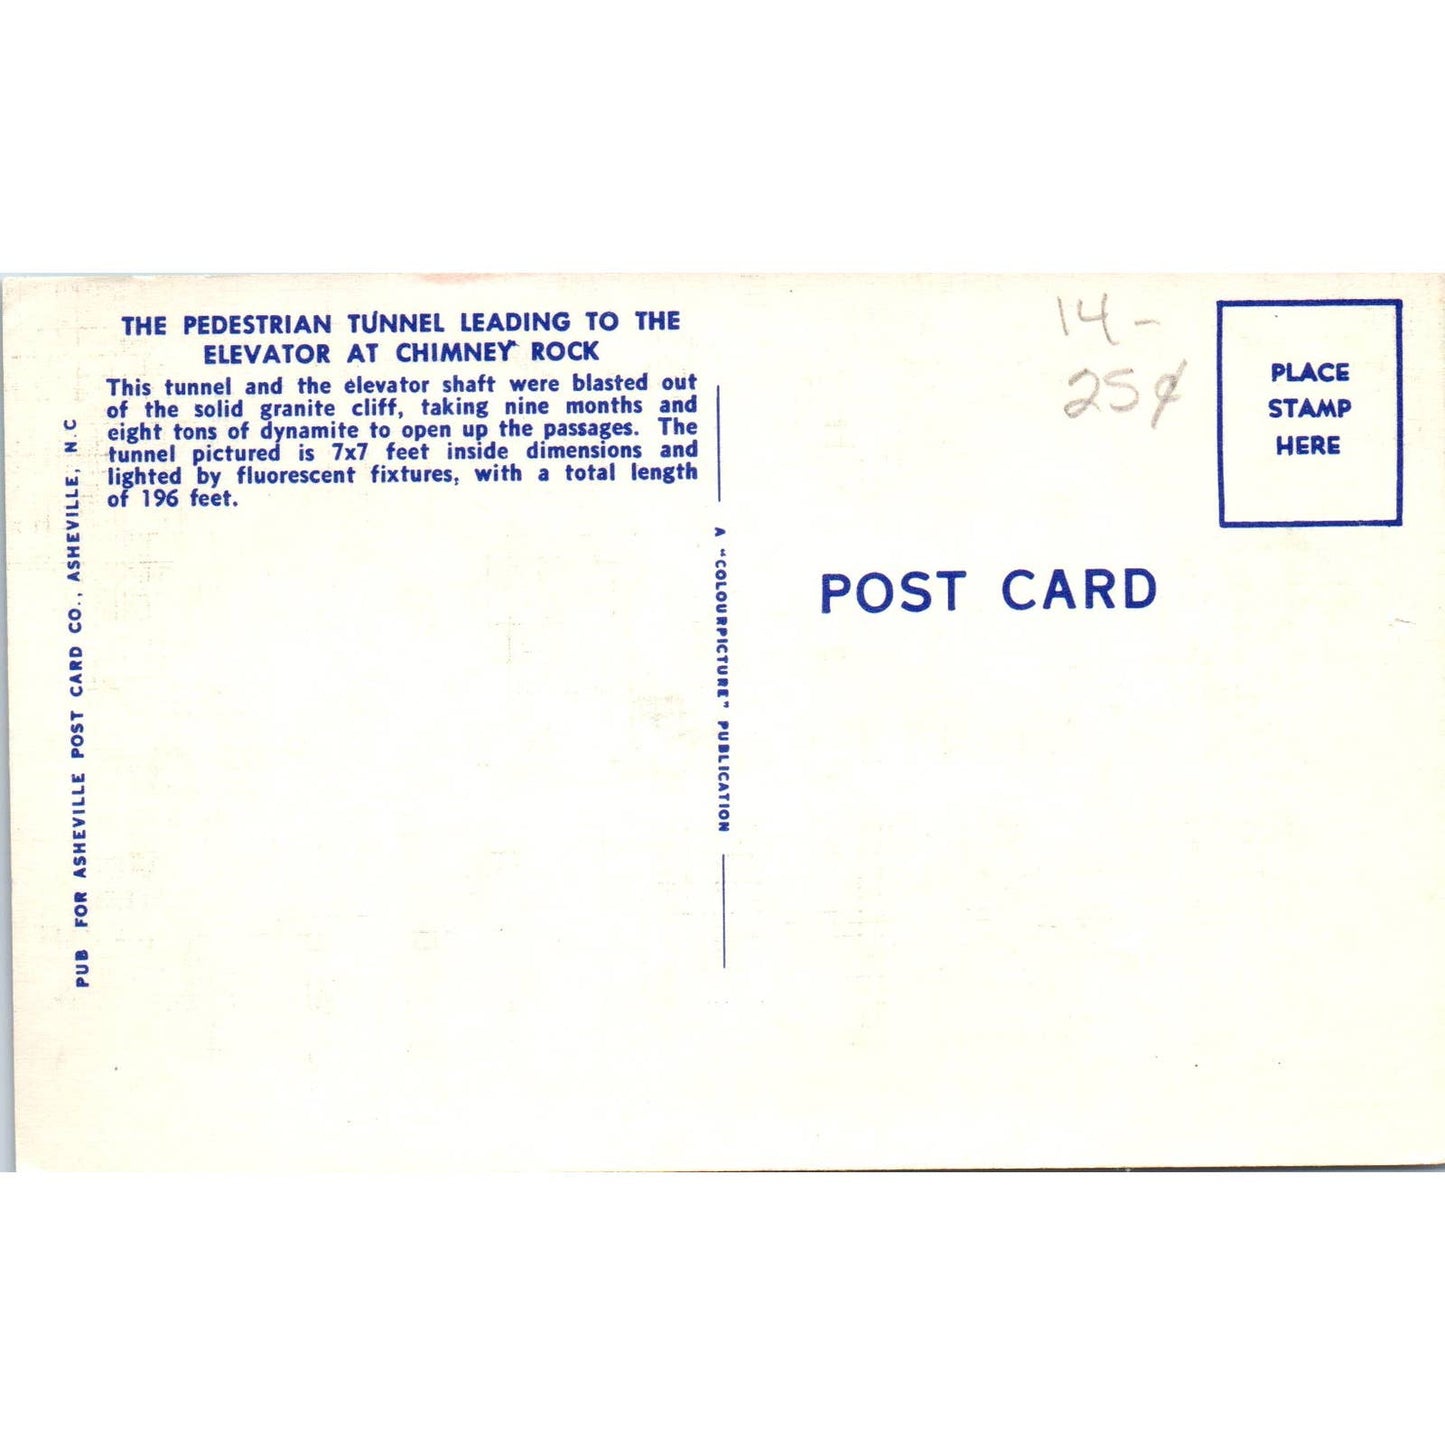 THE PEDESTRIAN TUNNEL LEADING TO THE
ELEVATOR AT CHIMNEY ROCK
This tunnel and the elevator shaft were blasted out
of the solid granite cliff, taking nine months and
eight tons of dynamite to open up the passages. The
tunnel pictured is 7x7 feet inside dimensions and
lighted by fluorescent fixtures, with a total length
of 196 feet.
PUB FOR ASHEVILLE POST CARD CO., ASHEVILLE, N.C
A "COLOURPICTURE" PUBLICATION
14-
25¢
PLACE
STAMP
HERE
POST CARD